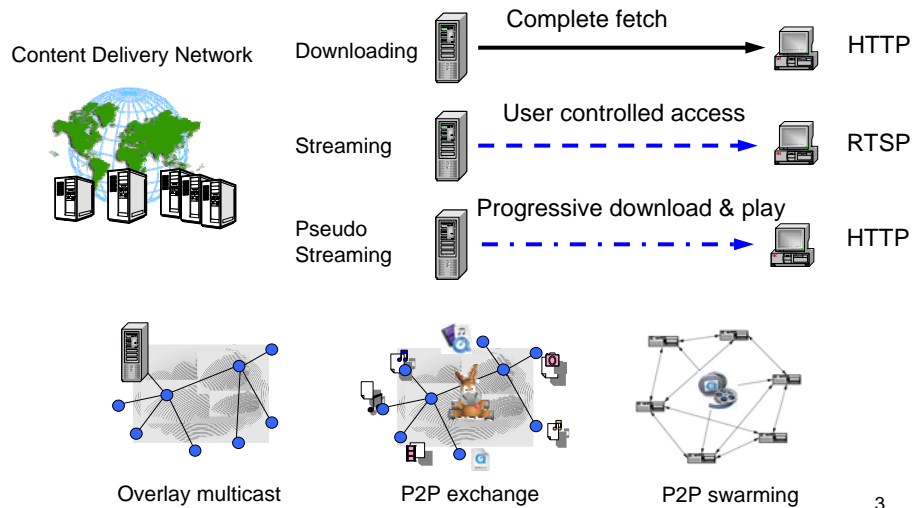 Content Delivery Network
Downloading
Complete fetch
HTTP
Streaming
User controlled access
RTSP
Pseudo
Streaming
Progressive download & play
HTTP
Overlay multicast
P2P exchange
P2P swarming
3